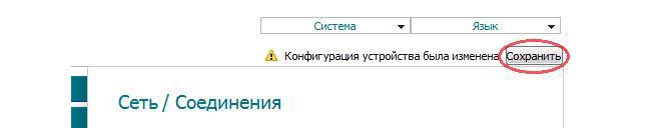 Система Язык
Конфигурация устройства была изменена Сохранить
Сеть / Соединения